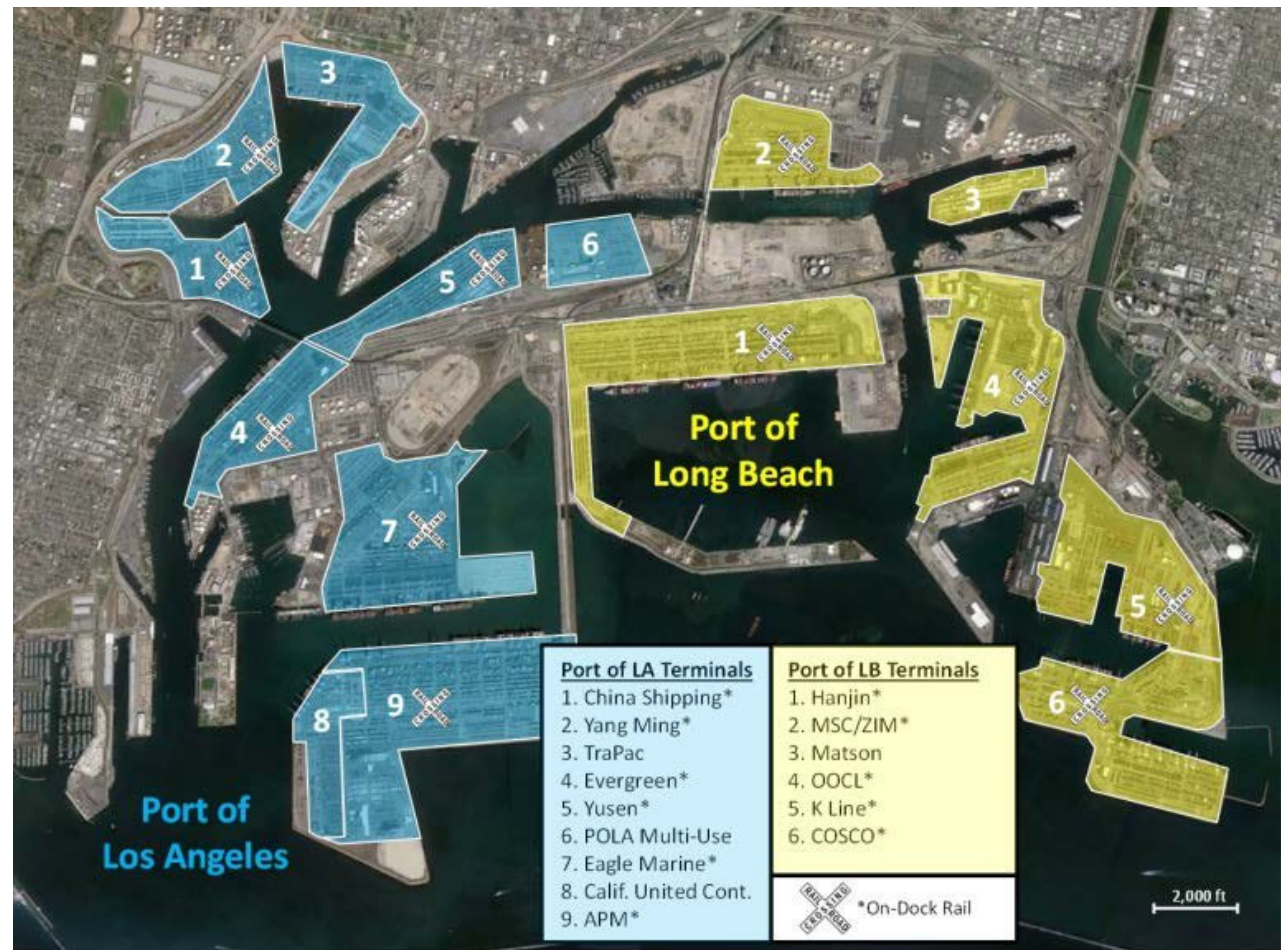 3
2
1
5
6
4
7
8
9
2
3
1
4
5
6
Port of
Long Beach
Port of
Los Angeles
Port of LA Terminals
1. China Shipping*
2. Yang Ming*
3. TraPac
4. Evergreen*
5. Yusen*
6. POLA Multi-Use
7. Eagle Marine*
8. Calif. United Cont.
9. APM*
Port of LB Terminals
1. Hanjin*
2. MSC/ZIM*
3. Matson
4. OOCL*
5. K Line*
6. COSCO*
RAIL ROAD
CROSSING
*On-Dock Rail
2,000 ft